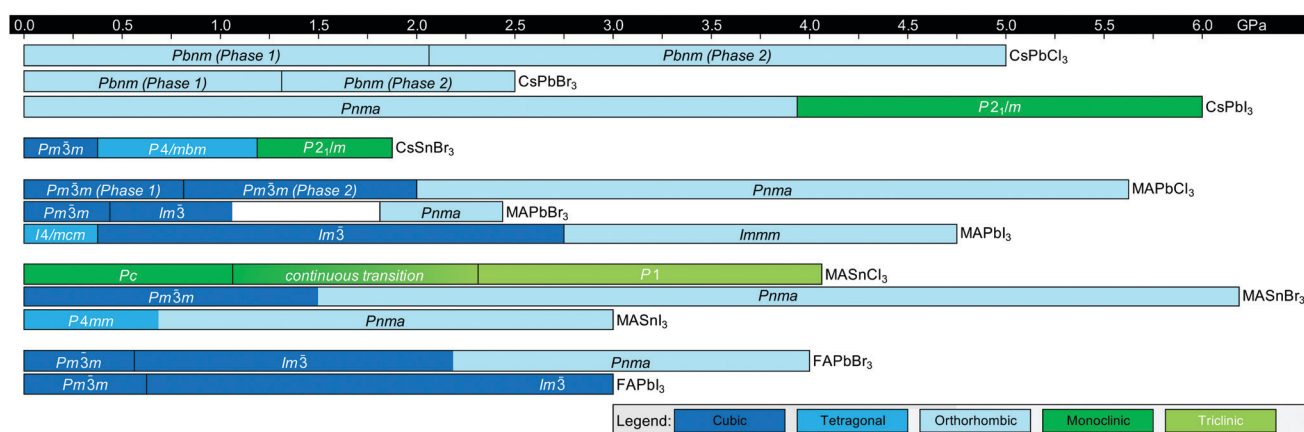 0.0 0.5 1.0 1.5 2.0 2.5 3.0 3.5 4.0 4.5 5.0 5.5 6.0 GPa
Pbnm (Phase 1) Pbnm (Phase 2) CsPbCl₃
Pbnm (Phase 1) Pbnm (Phase 2) CsPbBr₃
Pnma P2₁/m CsPbI₃
Pm3̄m P4/mbm P2₁/m CsSnBr₃
Pm3̄m (Phase 1) Pm3̄m (Phase 2) Pnma MAPbCl₃
Pm3̄m Im3̄ Pnma MAPbBr₃
I4/mcm Im3̄ Immm MAPbI₃
Pc continuous transition P1 MASnCl₃
Pm3̄m Pnma MASnBr₃
P4mm Pnma MASnI₃
Pm3̄m Im3̄ Pnma FAPbBr₃
Pm3̄m Im3̄ FAPbI₃
Legend: Cubic Tetragonal Orthorhombic Monoclinic Triclinic